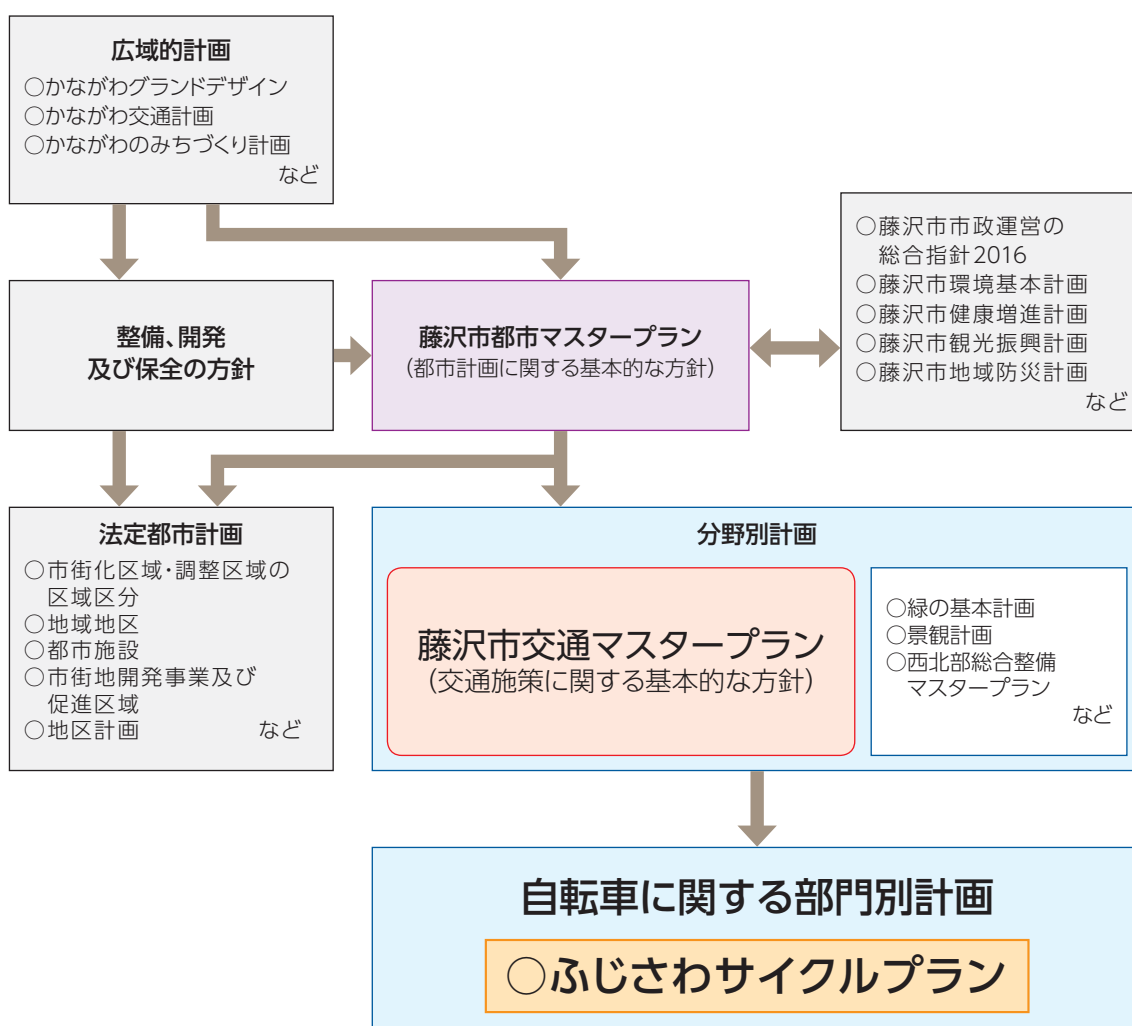 広域的計画
○かながわグランドデザイン
○かながわ交通計画
○かながわのみちづくり計画
など
整備、開発
及び保全の方針
藤沢市都市マスタープラン
(都市計画に関する基本的な方針)
○藤沢市市政運営の
総合指針2016
○藤沢市環境基本計画
○藤沢市健康増進計画
○藤沢市観光振興計画
○藤沢市地域防災計画
など
法定都市計画
○市街化区域・調整区域の
区域区分
○地域地区
○都市施設
○市街地開発事業及び
促進区域
○地区計画 など
分野別計画
藤沢市交通マスタープラン
(交通施策に関する基本的な方針)
○緑の基本計画
○景観計画
○西北部総合整備
マスタープラン
など
自転車に関する部門別計画
○ふじさわサイクルプラン